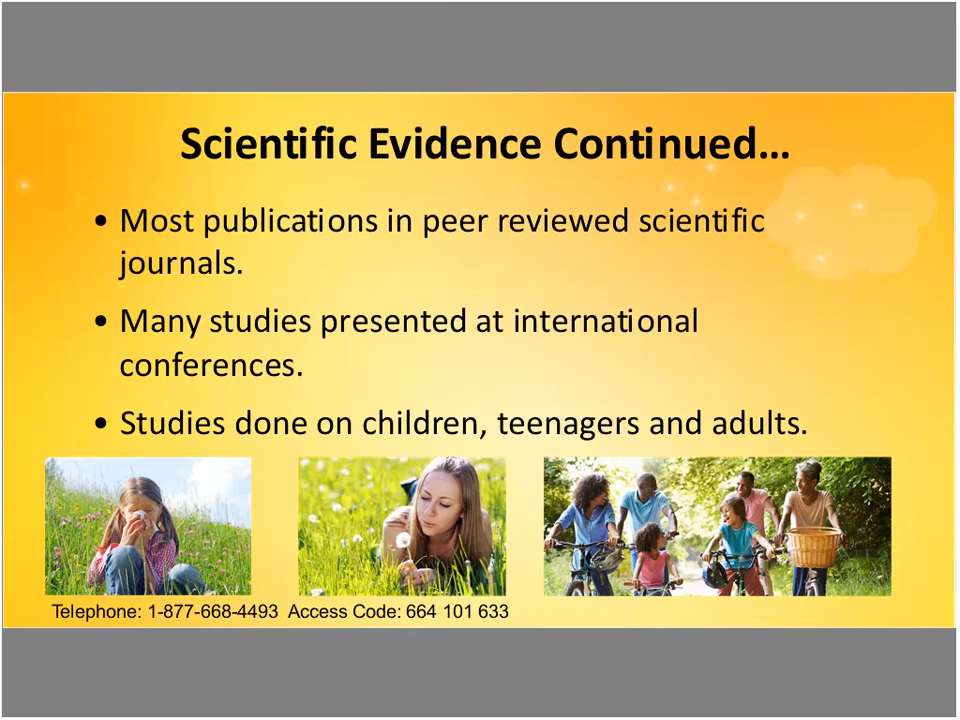 Scientific Evidence Continued…
• Most publications in peer reviewed scientific
journals.
• Many studies presented at international
conferences.
• Studies done on children, teenagers and adults.
Telephone: 1-877-668-4493  Access Code: 664 101 633